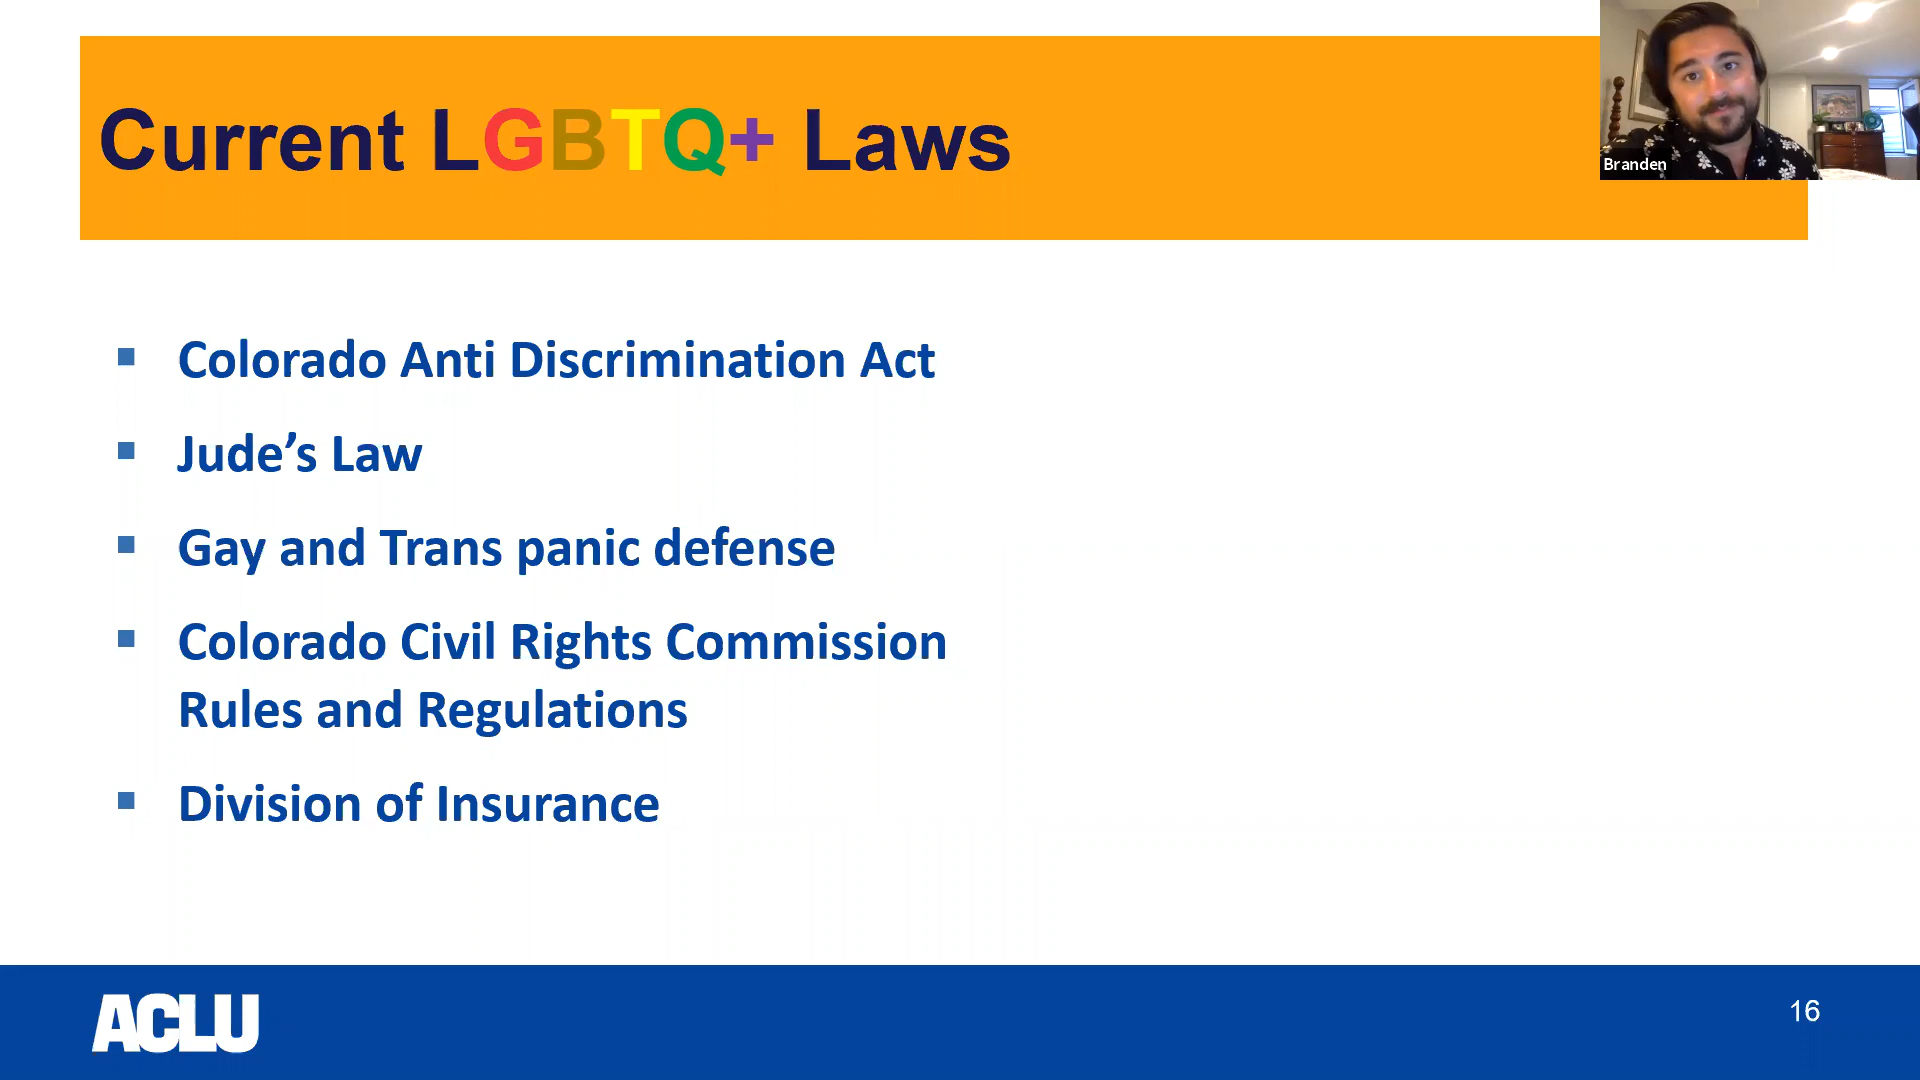 Current LGBTQ+ Laws
Branden
Colorado Anti Discrimination Act
Jude’s Law
Gay and Trans panic defense
Colorado Civil Rights Commission
Rules and Regulations
Division of Insurance
ACLU
16